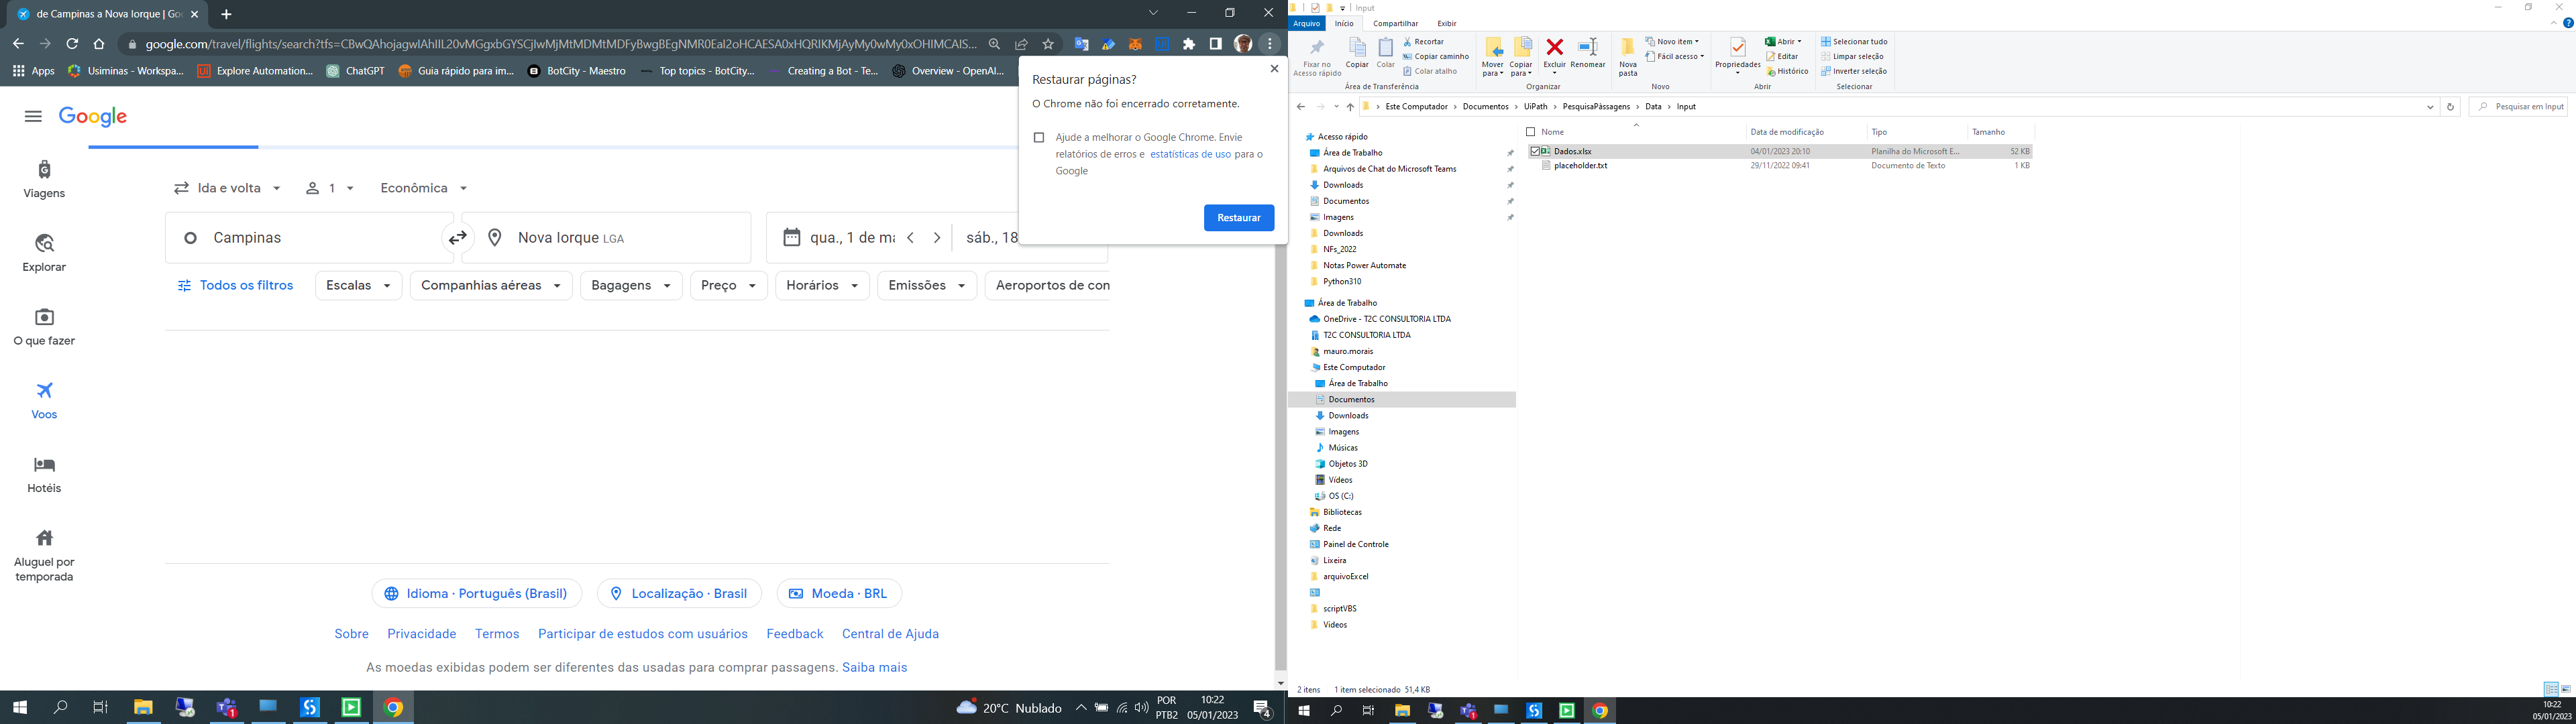 de Campinas a Nova Iorque | Goo
google.com/travel/flights/search?tfs=CBwQAhojagwIAhIIL20vMGgxbGYSCjIwMjMtMDMtMDFyBwgBEgNMR0EaI2oHCAESA0xHQRIKMjAyMy0wMy0xOHIMCAIS...
Apps
Usiminas - Workspa...
Explore Automation...
ChatGPT
Guia rápido para im...
BotCity - Maestro
Top topics - BotCity...
Creating a Bot - Te...
Overview - OpenAI...
Restaurar páginas?
O Chrome não foi encerrado corretamente.
Ajude a melhorar o Google Chrome. Envie
relatórios de erros e estatísticas de uso para o
Google
Restaurar
Google
Viagens
Explorar
O que fazer
Voos
Hotéis
Aluguel por
temporada
Ida e volta
1
Econômica
Campinas
Nova Iorque LGA
qua., 1 de ma
sáb., 18
Todos os filtros
Escalas
Companhias aéreas
Bagagens
Preço
Horários
Emissões
Aeroportos de con
Idioma · Português (Brasil)
Localização · Brasil
Moeda · BRL
Sobre
Privacidade
Termos
Participar de estudos com usuários
Feedback
Central de Ajuda
As moedas exibidas podem ser diferentes das usadas para comprar passagens. Saiba mais
1
20°C Nublado
POR
PTB2
10:22
05/01/2023
4
Input
Arquivo
Início
Compartilhar
Exibir
Fixar no
Acesso rápido
Copiar
Colar
Recortar
Copiar caminho
Colar atalho
Área de Transferência
Mover
para
Copiar
para
Excluir
Renomear
Organizar
Nova
pasta
Novo item
Fácil acesso
Novo
Propriedades
Abrir
Editar
Histórico
Abrir
Selecionar tudo
Limpar seleção
Inverter seleção
Selecionar
Este Computador
Documentos
UiPath
PesquisaPàssagens
Data
Input
Pesquisar em Input
Nome
Data de modificação
Tipo
Tamanho
Dados.xlsx
04/01/2023 20:10
Planilha do Microsoft E...
52 KB
placeholder.txt
29/11/2022 09:41
Documento de Texto
1 KB
Acesso rápido
Área de Trabalho
Arquivos de Chat do Microsoft Teams
Downloads
Documentos
Imagens
Downloads
NFs_2022
Notas Power Automate
Python310
Área de Trabalho
OneDrive - T2C CONSULTORIA LTDA
T2C CONSULTORIA LTDA
mauro.morais
Este Computador
Área de Trabalho
Documentos
Downloads
Imagens
Músicas
Objetos 3D
Vídeos
OS (C:)
Bibliotecas
Rede
Painel de Controle
Lixeira
arquivoExcel
scriptVBS
Videos
2 itens
1 item selecionado 51,4 KB
1
10:22
05/01/2023